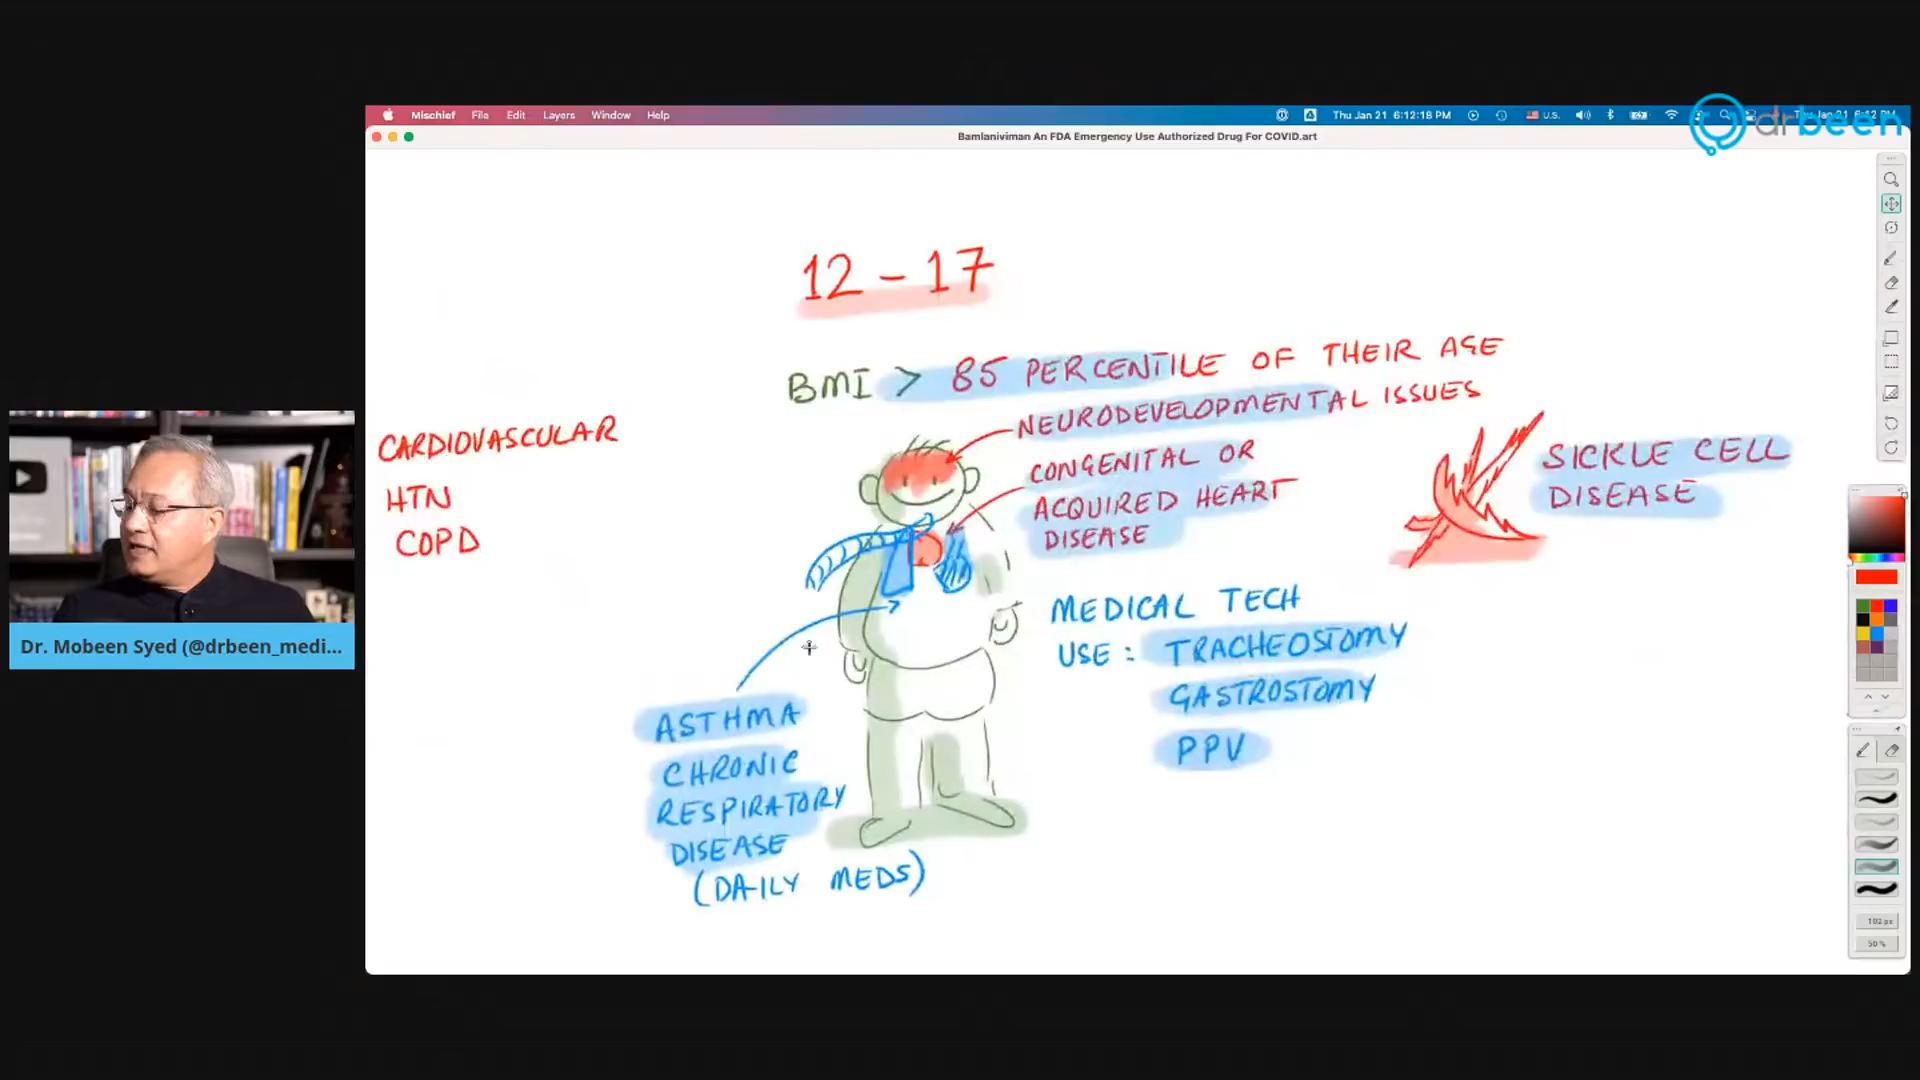 Mischief File Edit Layers Window Help
U.S.
Thu Jan 21 6:12:18 PM
drbeen
Bamlaniviman An FDA Emergency Use Authorized Drug For COVID.art
12 - 17
BMI > 85 PERCENTILE OF THEIR AGE
NEURODEVELOPMENTAL ISSUES
CARDIOVASCULAR
HTN
COPD
CONGENITAL OR
ACQUIRED HEART
DISEASE
SICKLE CELL
DISEASE
MEDICAL TECH
USE: TRACHEOSTOMY
GASTROSTOMY
PPV
ASTHMA
CHRONIC
RESPIRATORY
DISEASE
(DAILY MEDS)
Dr. Mobeen Syed (@drbeen_medi...
102 px
50 %